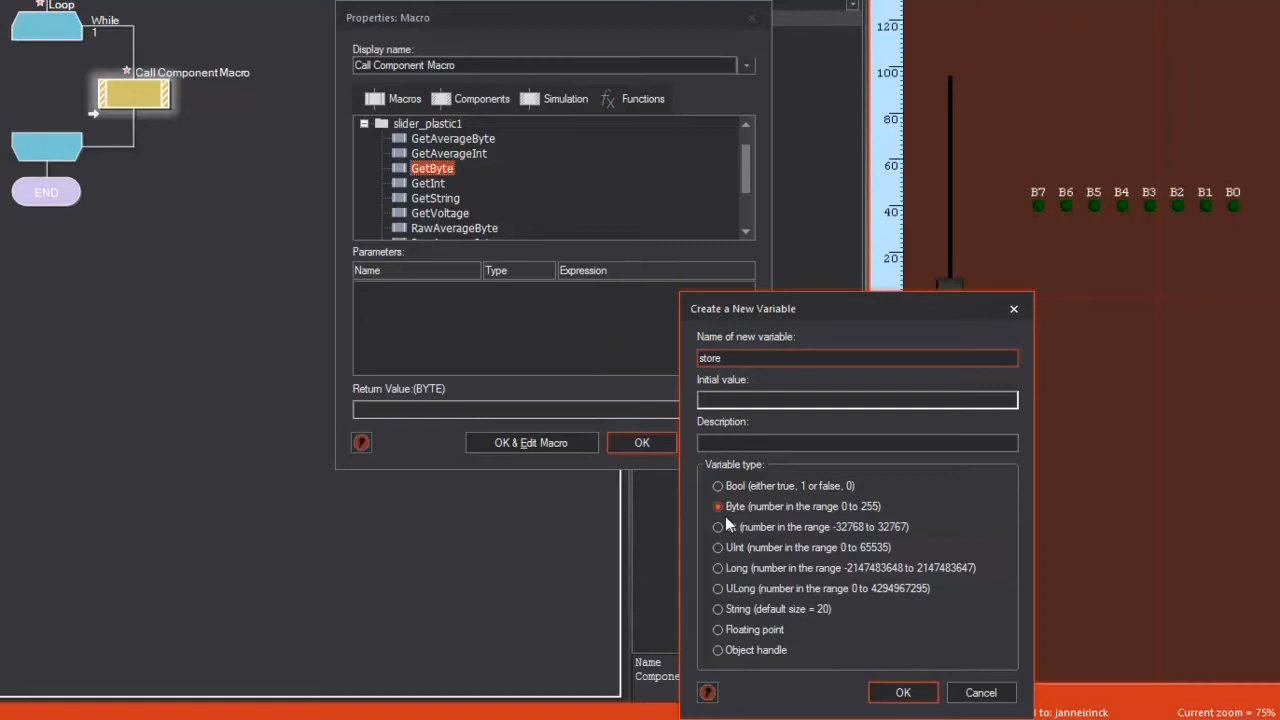 Loop
While
1
Call Component Macro
END
Properties: Macro
Display name:
Call Component Macro
Macros
Components
Simulation
fx Functions
slider_plastic1
GetAverageByte
GetAverageInt
GetByte
GetInt
GetString
GetVoltage
RawAverageByte
Parameters:
Name Type Expression
Return Value:(BYTE)
?
OK & Edit Macro
OK
Create a New Variable
Name of new variable:
store
Initial value:
Description:
Variable type:
Bool (either true, 1 or false, 0)
Byte (number in the range 0 to 255)
(number in the range -32768 to 32767)
UInt (number in the range 0 to 65535)
Long (number in the range -2147483648 to 2147483647)
ULong (number in the range 0 to 4294967295)
String (default size = 20)
Floating point
Object handle
?
OK
Cancel
120
100
80
60
40
20
B7 B6 B5 B4 B3 B2 B1 B0
Name
Compone
d to: janneirinck
Current zoom = 75%